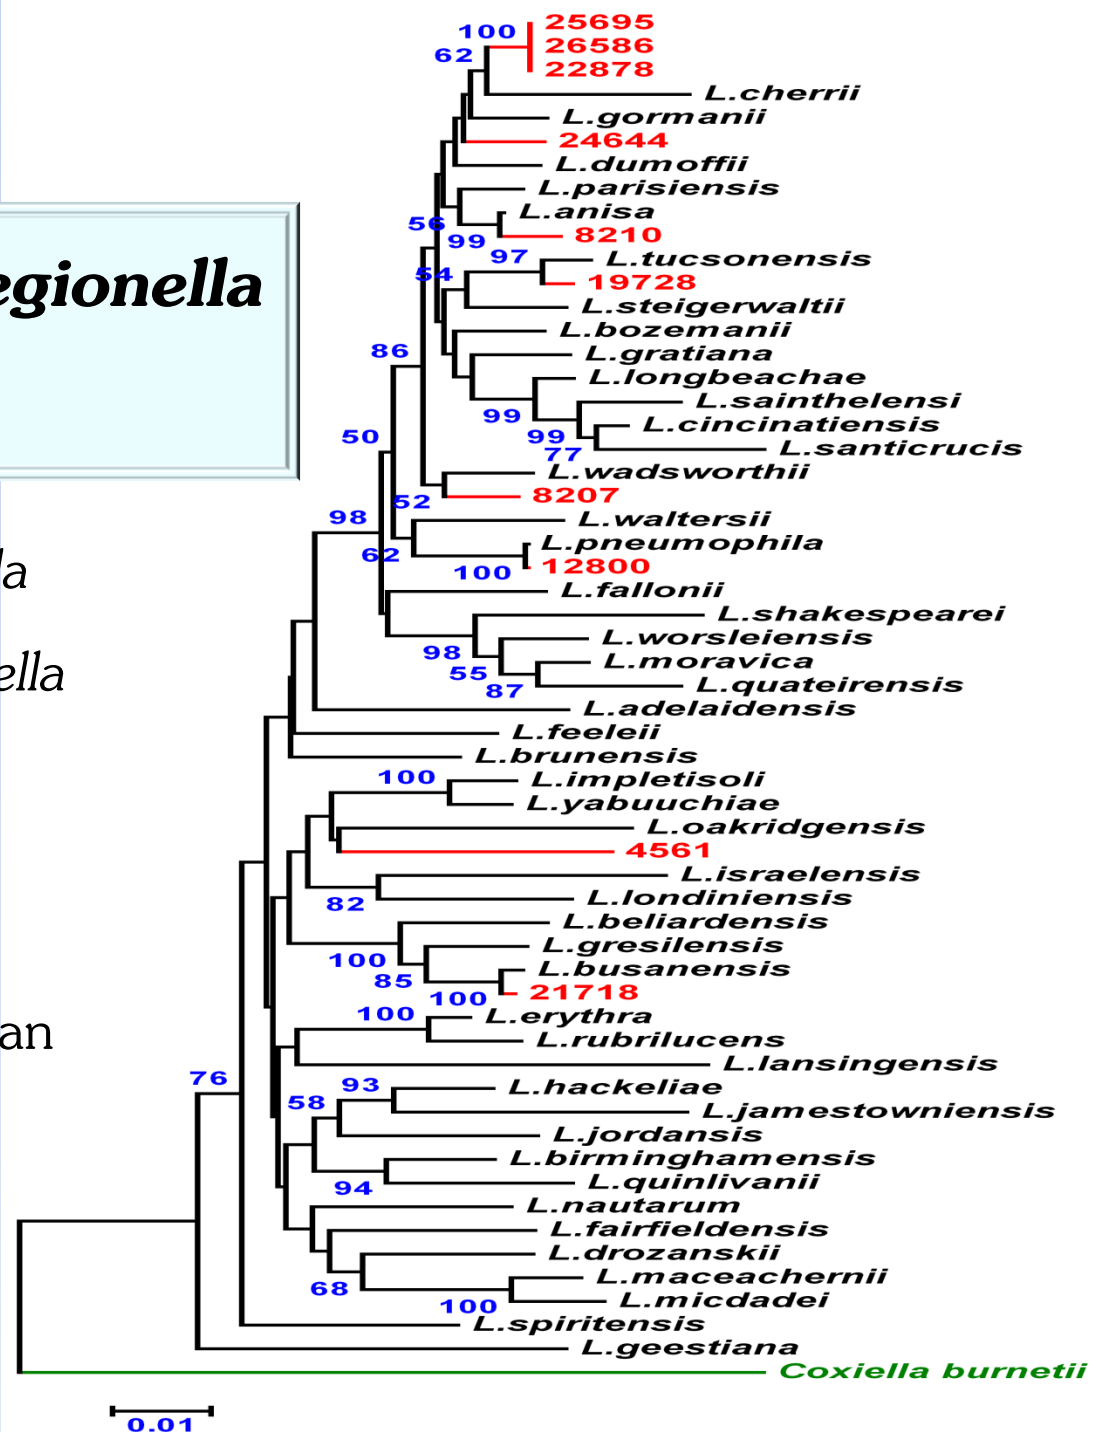 25695
100
26586
62
22878
L.cherrii
L.gormanii
24644
L.dumoffii
L.parisiensis
L.anisa
56
8210
99
97
L.tucsonensis
54
19728
egionella
L.steigerwaltii
L.bozemanii
86
L.gratiana
L.longbeachae
L.sainthelensi
99
L.cincinatiensis
50
99
L.santicrucis
77
L.wadsworthii
8207
52
98
L.waltersii
L.pneumophila
62
12800
100
la
L.fallonii
L.shakespearei
L.worsleiensis
98
L.moravica
55
ella
L.quateirensis
87
L.adelaidensis
L.feeleii
L.brunensis
100
L.impletisoli
L.yabuuchiae
L.oakridgensis
4561
L.israelensis
L.londiniensis
82
L.beliardensis
L.gresilensis
100
L.busanensis
85
21718
100
100
L.erythra
an
L.rubrilucens
L.lansingensis
76
93
L.hackeliae
58
L.jamestowniensis
L.jordansis
L.birminghamensis
L.quinlivanii
94
L.nautarum
L.fairfieldensis
L.drozanskii
L.maceachernii
68
L.micdadei
100
L.spiritensis
L.geestiana
Coxiella burnetii
0.01